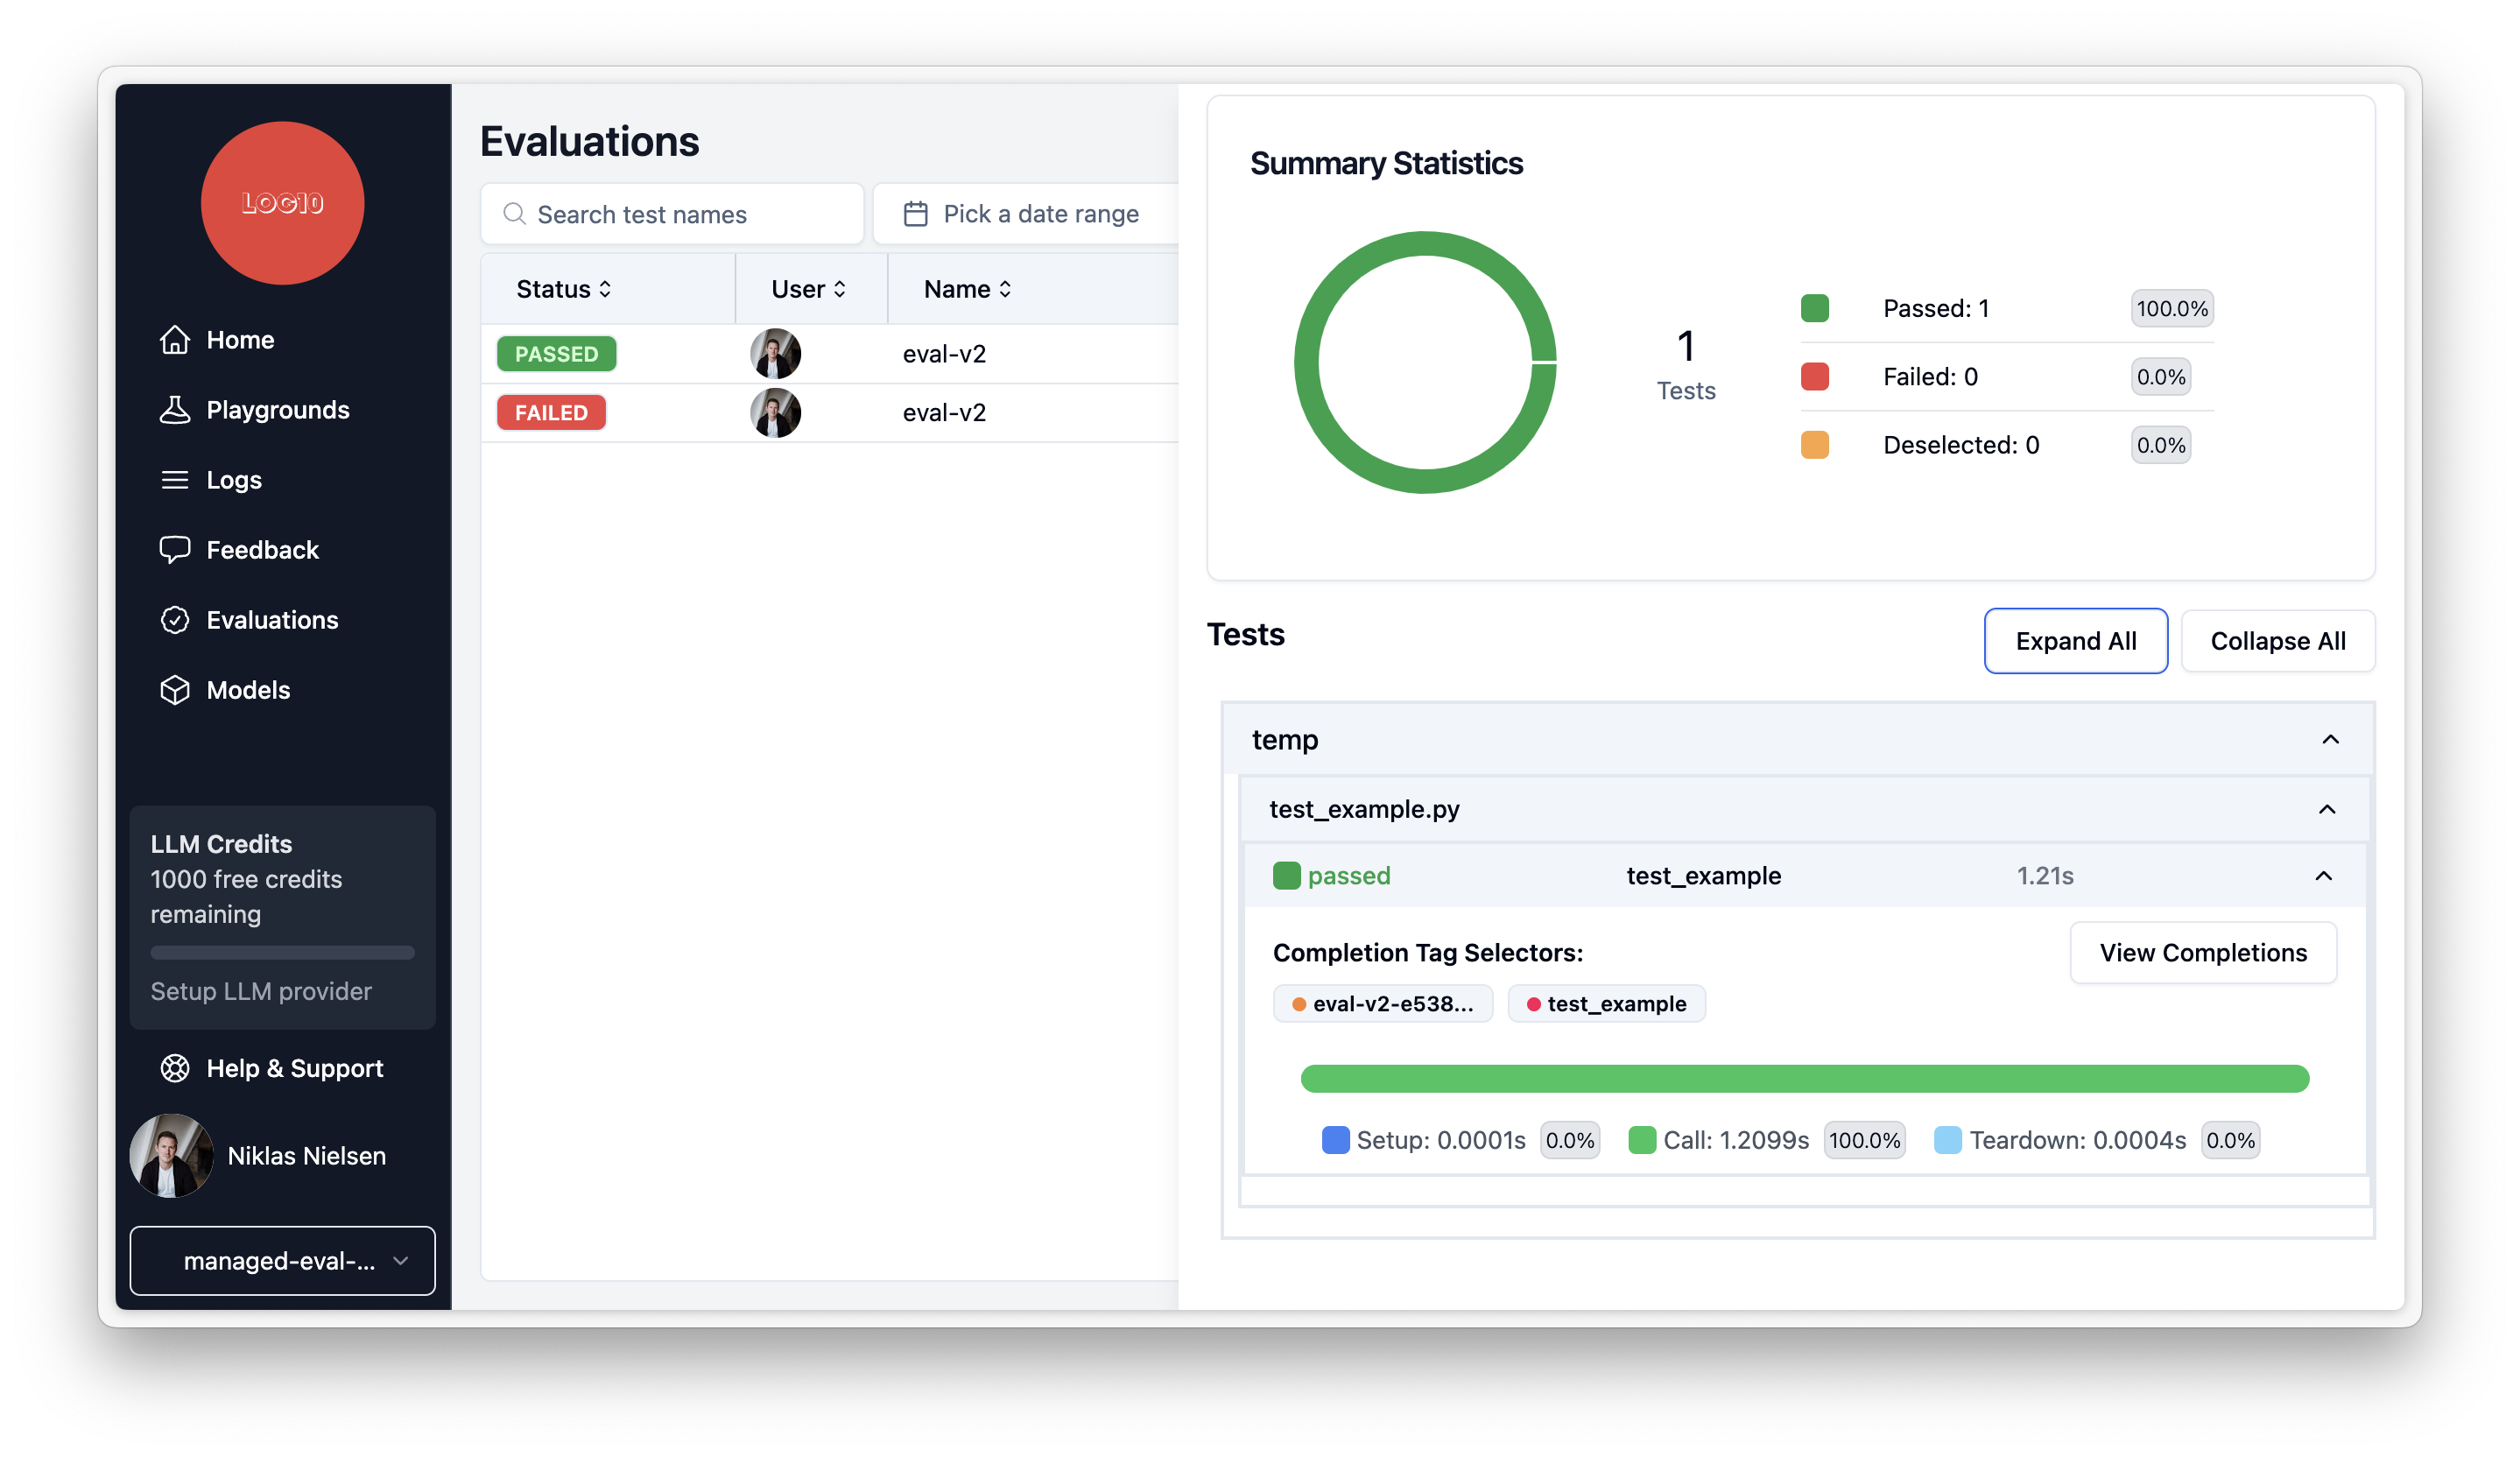 LOG10
Home
Playgrounds
Logs
Feedback
Evaluations
Models
LLM Credits
1000 free credits
remaining
Setup LLM provider
Help & Support
Niklas Nielsen
managed-eval-...
Evaluations
Search test names
Pick a date range
Status User Name
PASSED eval-v2
FAILED eval-v2
Summary Statistics
1
Tests
Passed: 1 100.0%
Failed: 0 0.0%
Deselected: 0 0.0%
Tests
Expand All Collapse All
temp
test_example.py
passed test_example 1.21s
Completion Tag Selectors:
View Completions
eval-v2-e538... test_example
Setup: 0.0001s 0.0% Call: 1.2099s 100.0% Teardown: 0.0004s 0.0%